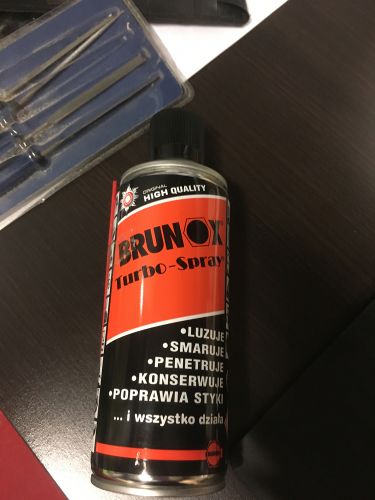 ORIGINAL
HIGH QUALITY
BRUNOX
Turbo-Spray
•LUZUJE
•SMARUJE
•PENETRUJE
•KONSERWUJE
•POPRAWIA STYKI
... i wszystko działa